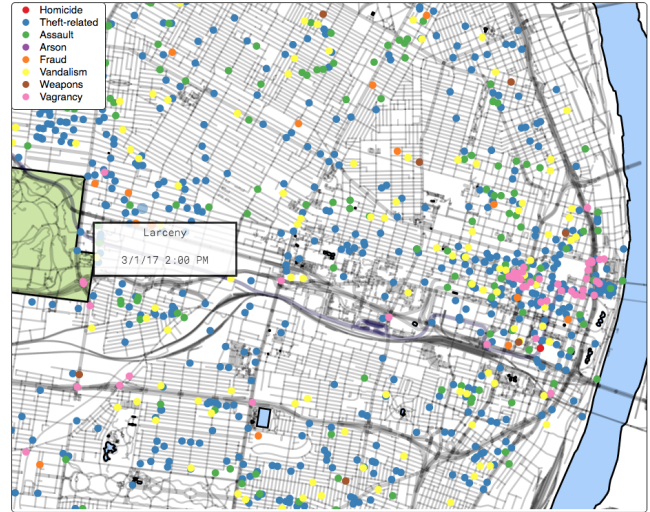 Homicide
Theft-related
Assault
Arson
Fraud
Vandalism
Weapons
Vagrancy
Larceny
3/1/17 2:00 PM